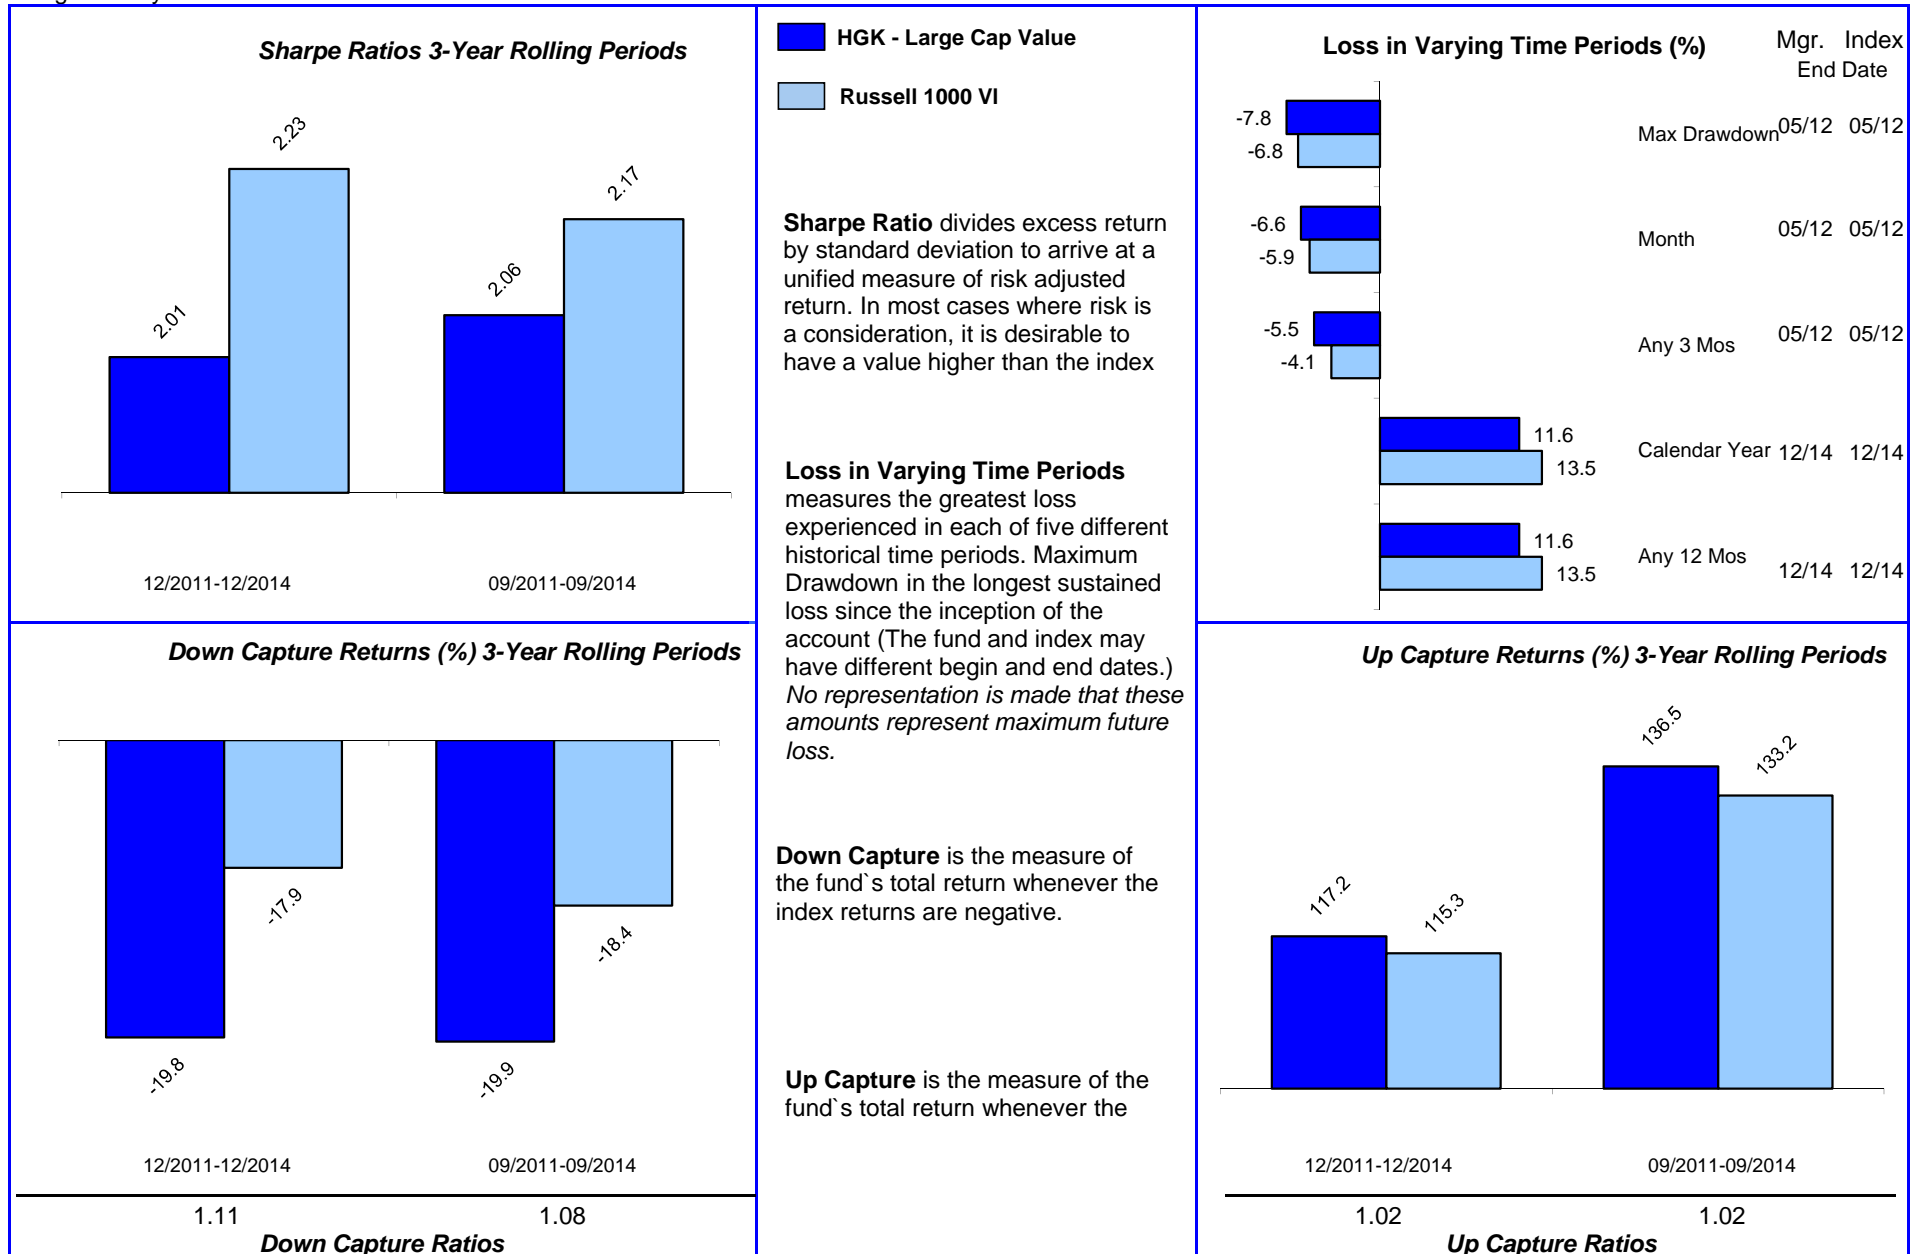 Sharpe Ratios 3-Year Rolling Periods
2.01
2.23
2.06
2.17
12/2011-12/2014
09/2011-09/2014
Down Capture Returns (%) 3-Year Rolling Periods
-19.8
-17.9
-19.9
-18.4
12/2011-12/2014
09/2011-09/2014
1.11
1.08
Down Capture Ratios
HGK - Large Cap Value
Russell 1000 Vl
Sharpe Ratio divides excess return
by standard deviation to arrive at a
unified measure of risk adjusted
return. In most cases where risk is
a consideration, it is desirable to
have a value higher than the index
Loss in Varying Time Periods
measures the greatest loss
experienced in each of five different
historical time periods. Maximum
Drawdown in the longest sustained
loss since the inception of the
account (The fund and index may
have different begin and end dates.)
No representation is made that these
amounts represent maximum future
loss.
Down Capture is the measure of
the fund`s total return whenever the
index returns are negative.
Up Capture is the measure of the
fund`s total return whenever the
Loss in Varying Time Periods (%)
Mgr. Index
End Date
-7.8
-6.8
Max Drawdown 05/12 05/12
-6.6
-5.9
Month 05/12 05/12
-5.5
-4.1
Any 3 Mos 05/12 05/12
11.6
13.5
Calendar Year 12/14 12/14
11.6
13.5
Any 12 Mos 12/14 12/14
Up Capture Returns (%) 3-Year Rolling Periods
117.2
115.3
136.5
133.2
12/2011-12/2014
09/2011-09/2014
1.02
1.02
Up Capture Ratios